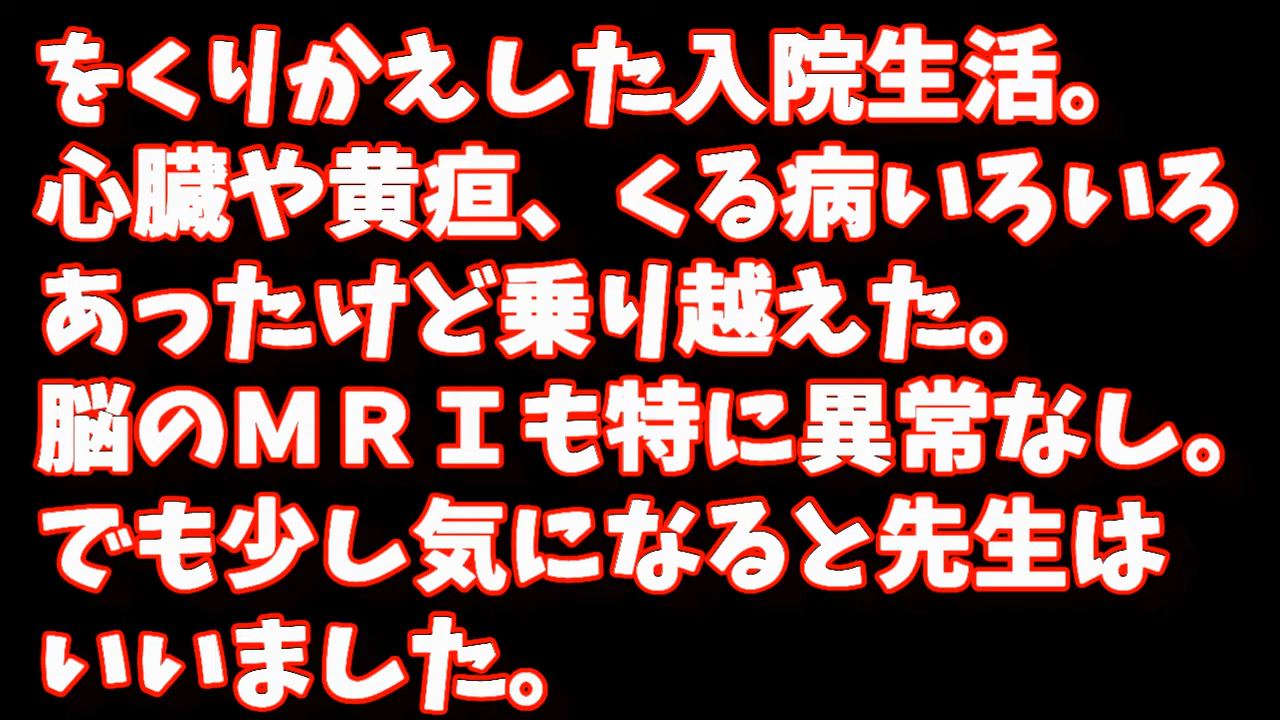 をくりかえした入院生活。
心臓や黄疸、くる病いろいろ
あったけど乗り越えた。
脳のＭＲＩも特に異常なし。
でも少し気になると先生は
いいました。